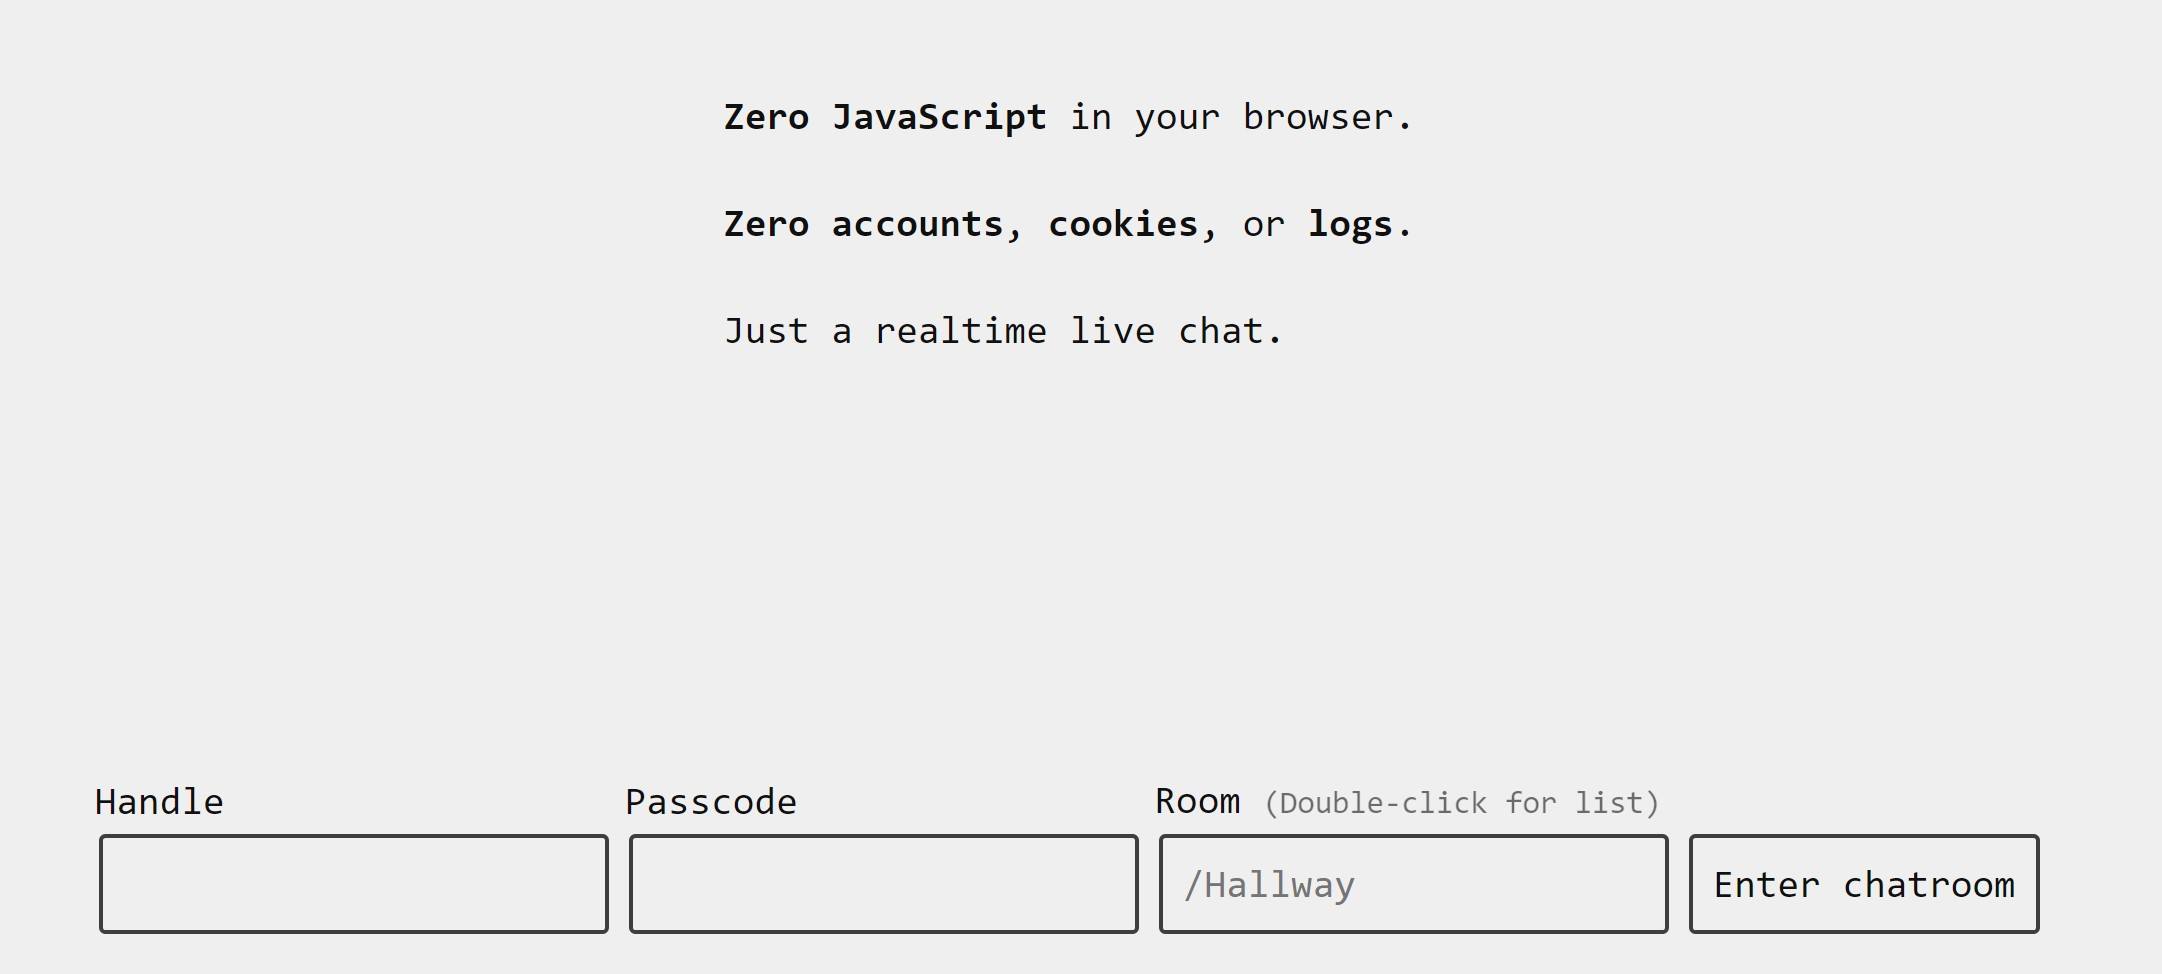 Zero JavaScript in your browser.
Zero accounts, cookies, or logs.
Just a realtime live chat.
Handle
Passcode
Room (Double-click for list)
/Hallway
Enter chatroom